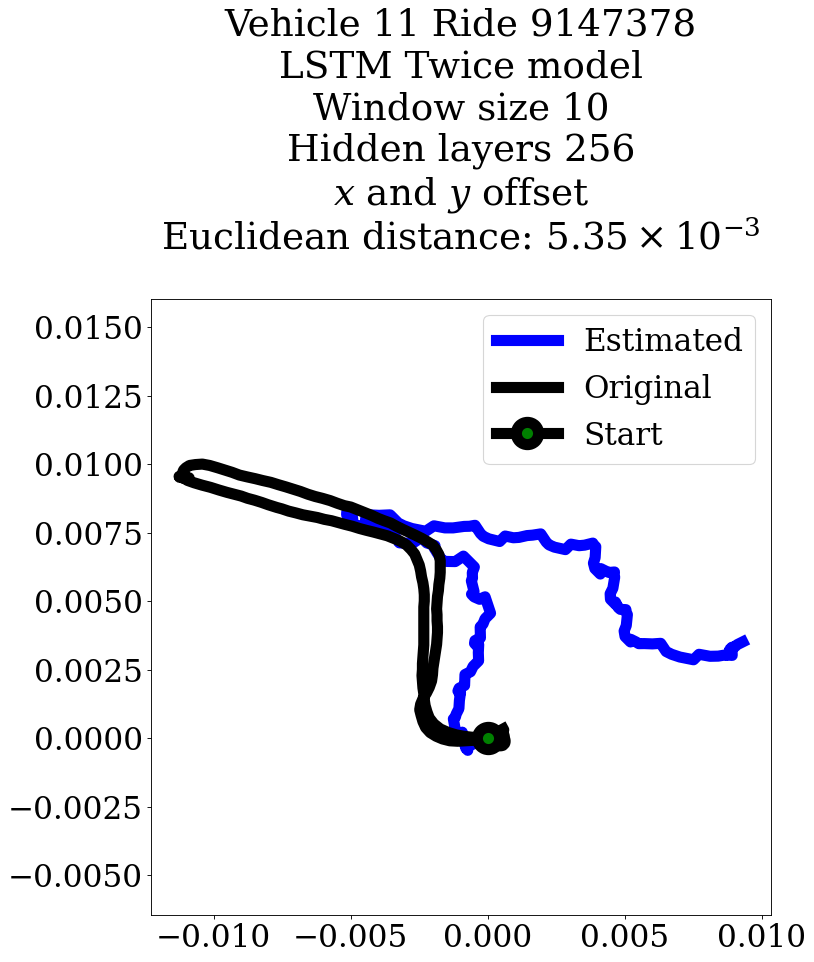 Vehicle 11 Ride 9147378
LSTM Twice model
Window size 10
Hidden layers 256
x and y offset
Euclidean distance: 5.35 × 10⁻³
Estimated
Original
Start
0.0150
0.0125
0.0100
0.0075
0.0050
0.0025
0.0000
−0.0025
−0.0050
−0.010 −0.005 0.000 0.005 0.010